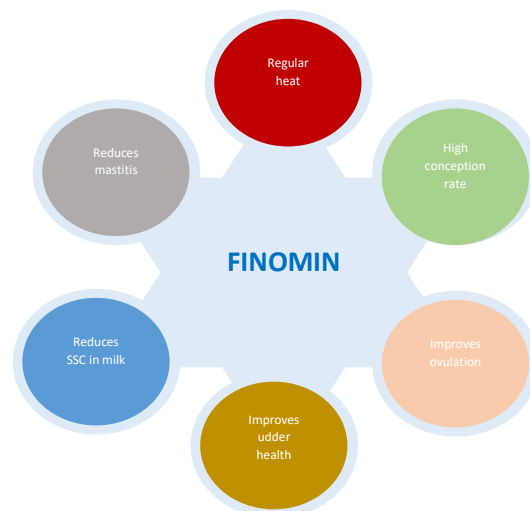 Regular
heat
High
conception
rate
Improves
ovulation
Improves
udder
health
Reduces
SSC in milk
Reduces
mastitis
FINOMIN